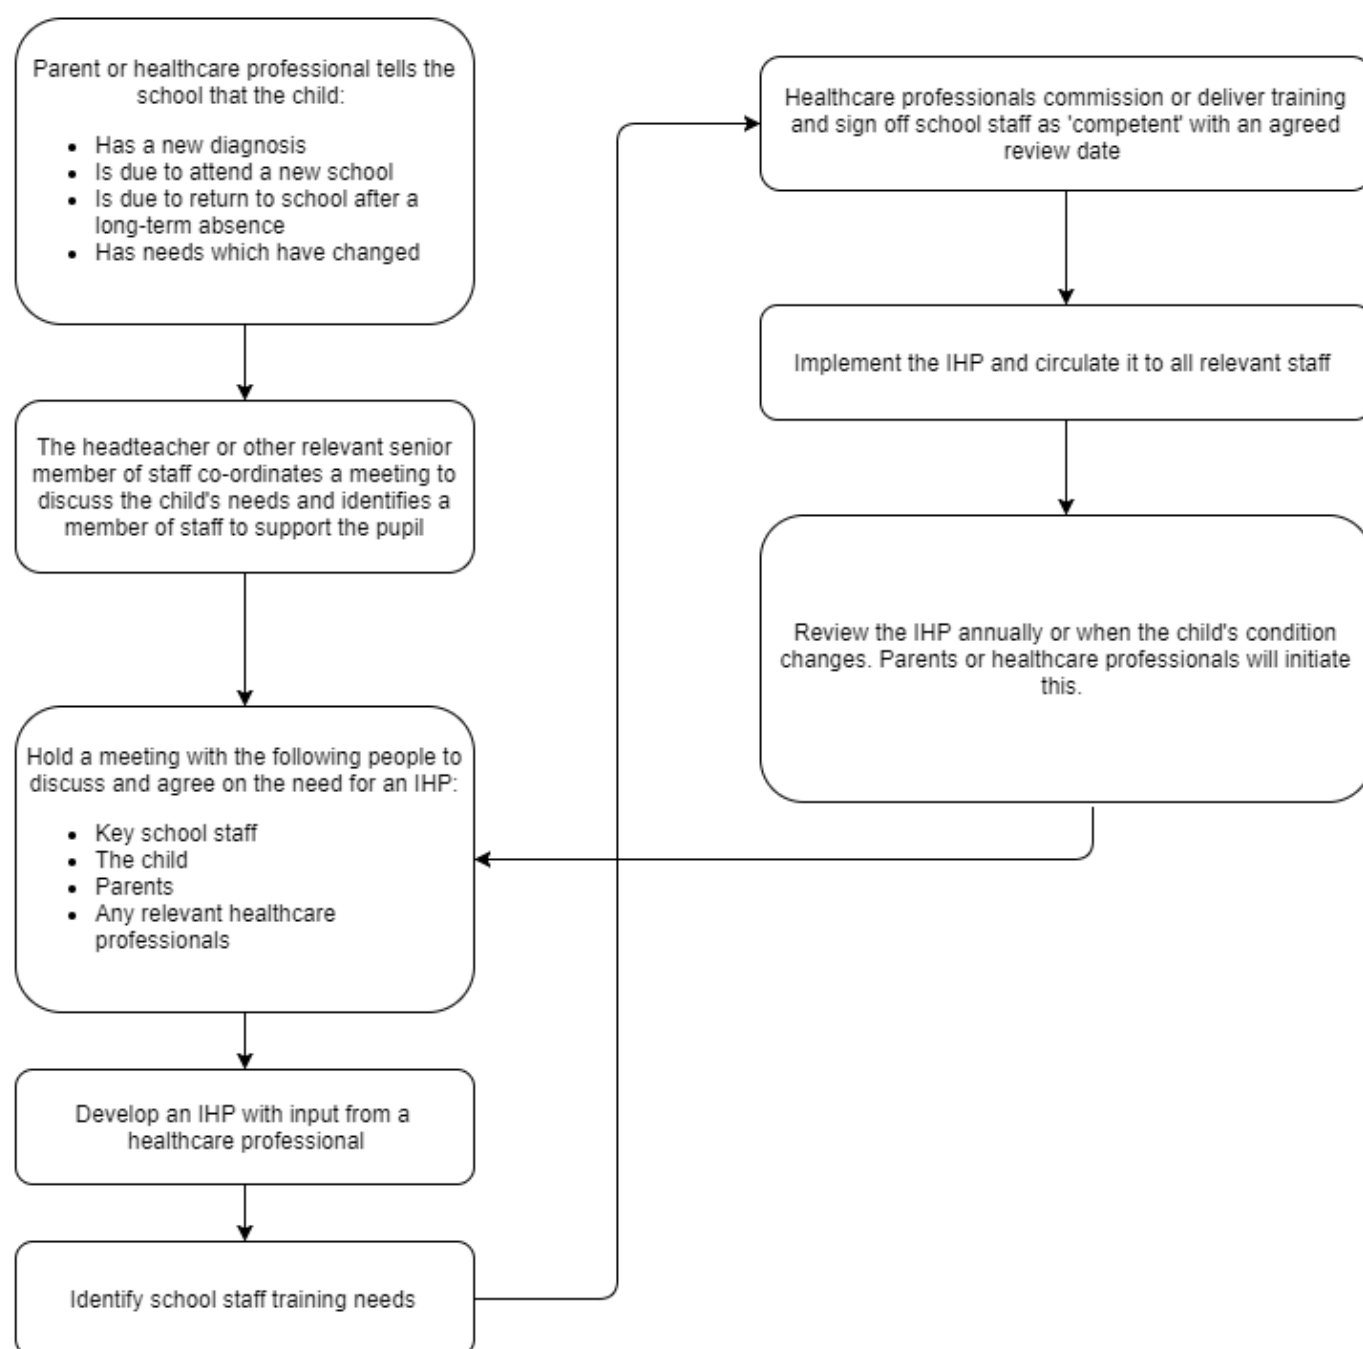 Parent or healthcare professional tells the
school that the child:
• Has a new diagnosis
• Is due to attend a new school
• Is due to return to school after a
long-term absence
• Has needs which have changed
The headteacher or other relevant senior
member of staff co-ordinates a meeting to
discuss the child's needs and identifies a
member of staff to support the pupil
Hold a meeting with the following people to
discuss and agree on the need for an IHP:
• Key school staff
• The child
• Parents
• Any relevant healthcare
professionals
Develop an IHP with input from a
healthcare professional
Identify school staff training needs
Healthcare professionals commission or deliver training
and sign off school staff as 'competent' with an agreed
review date
Implement the IHP and circulate it to all relevant staff
Review the IHP annually or when the child's condition
changes. Parents or healthcare professionals will initiate
this.